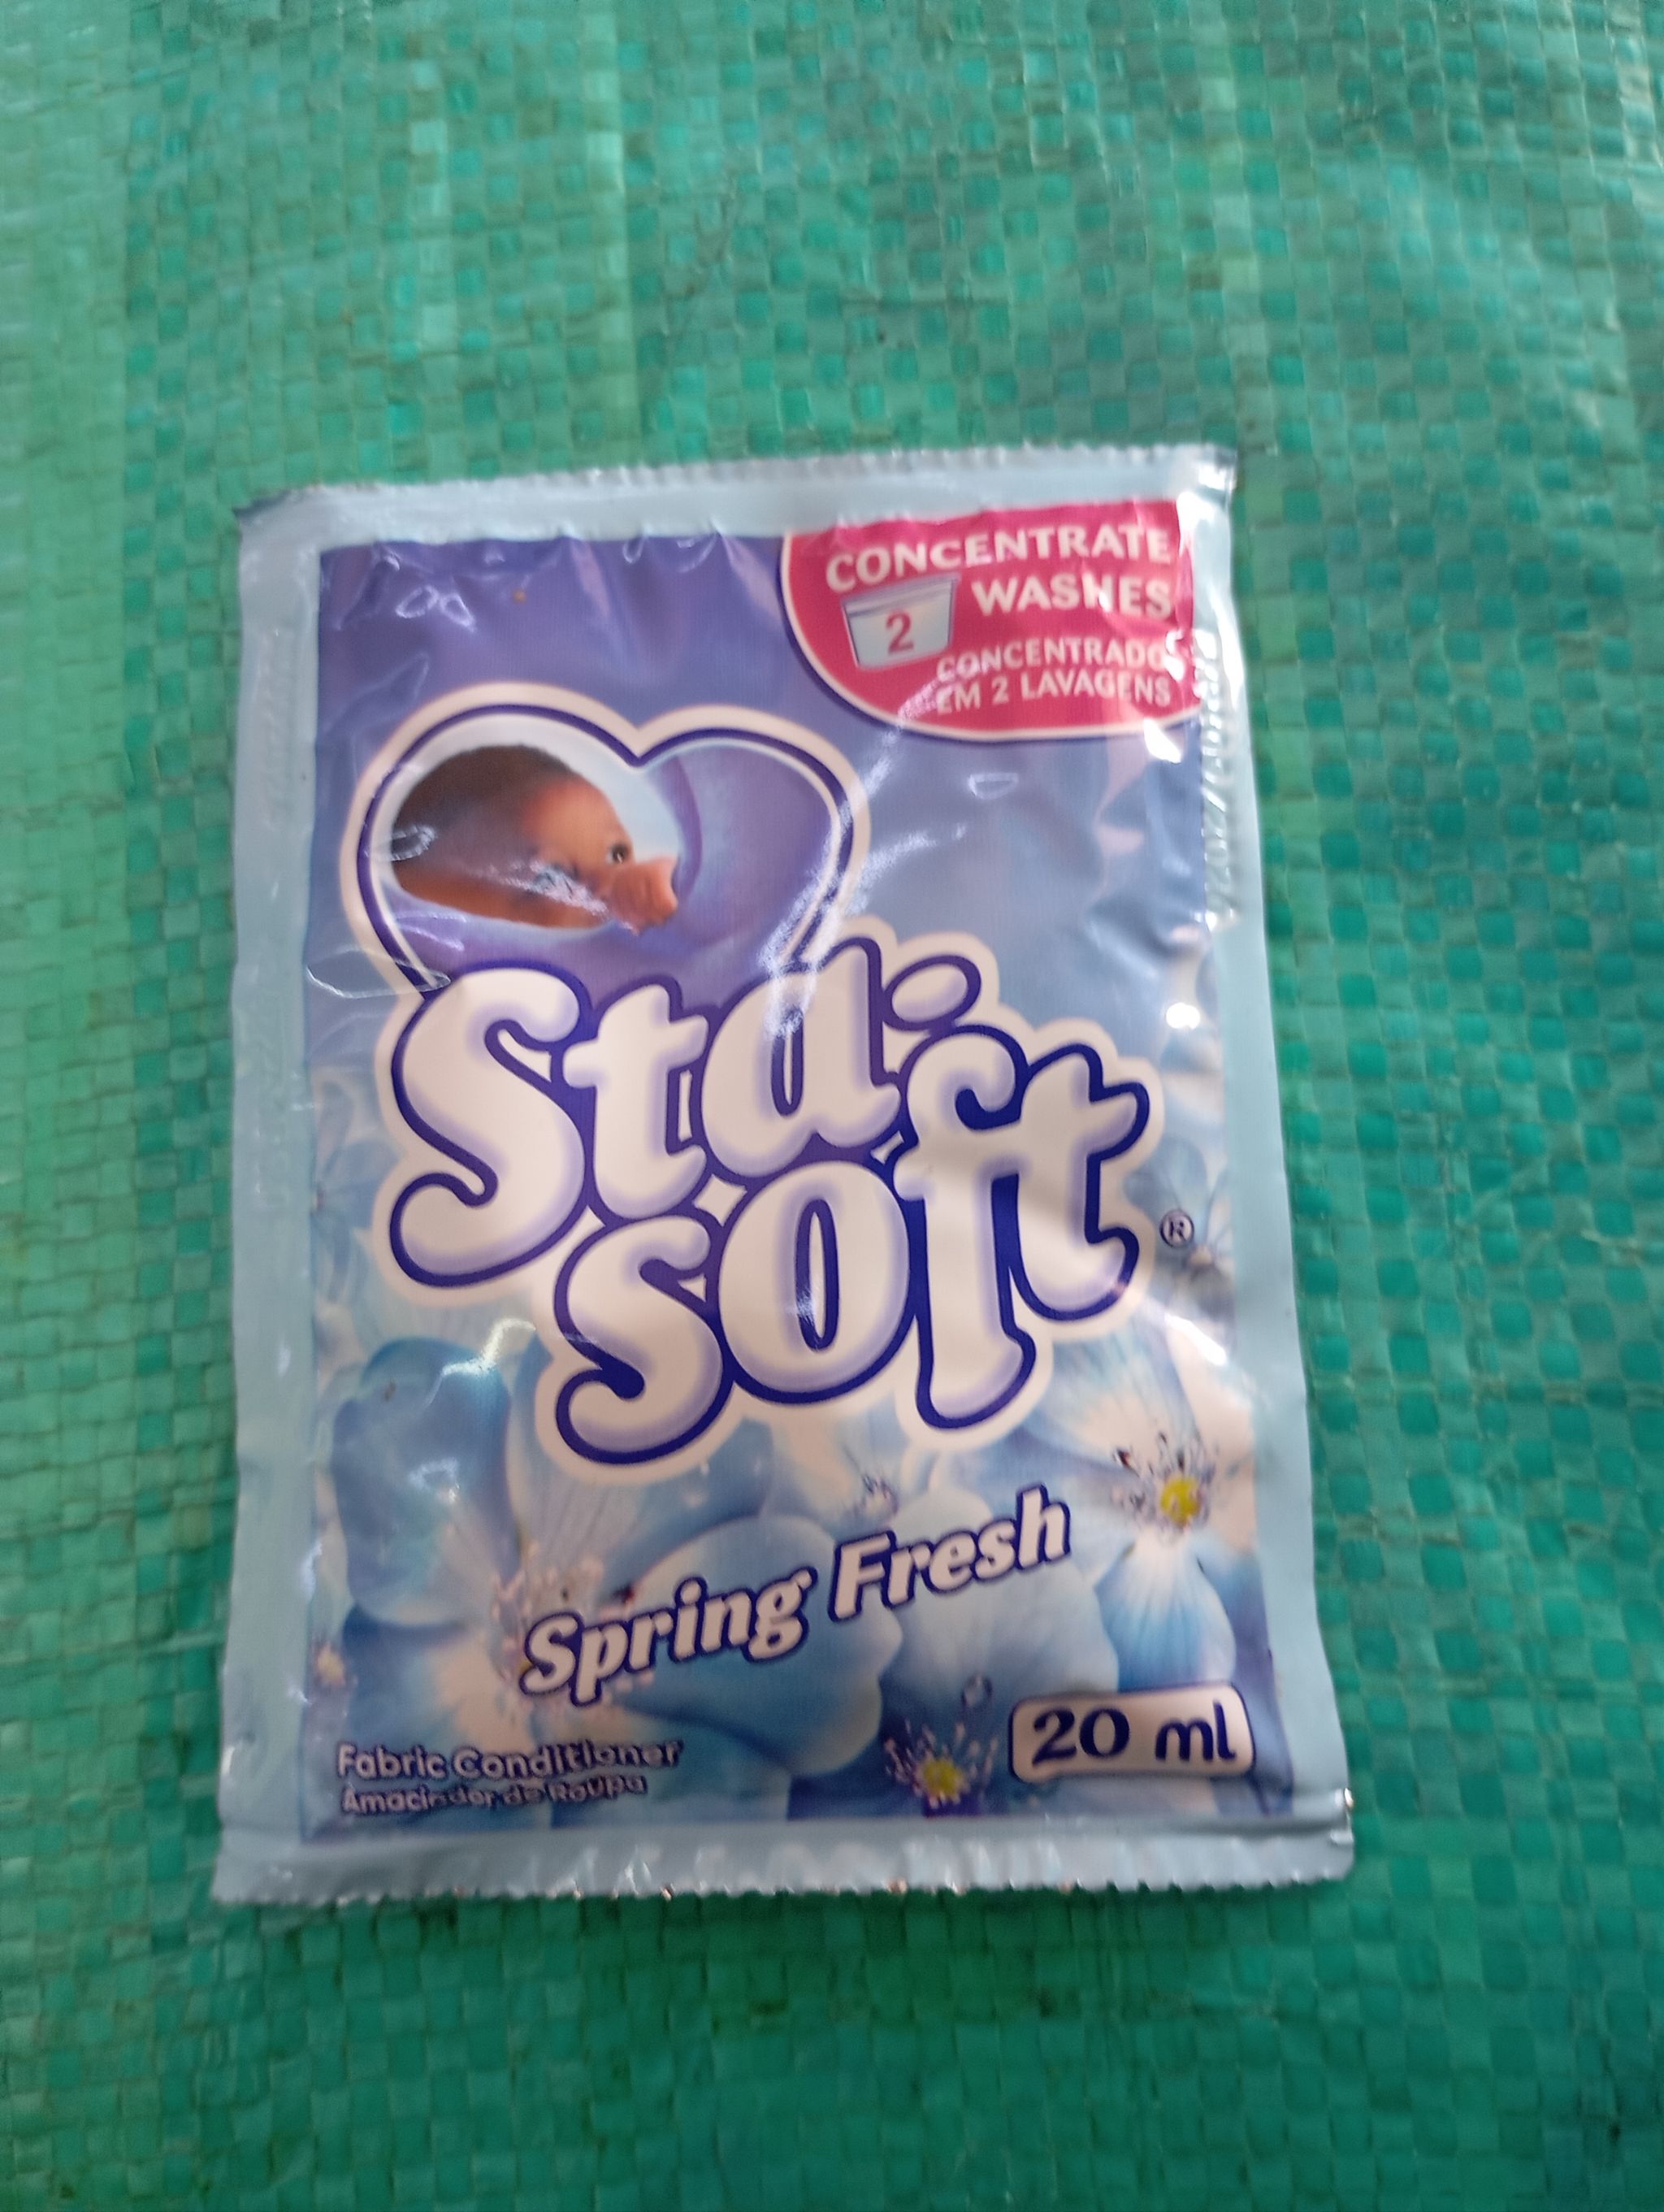 CONCENTRATE
2 WASHES
CONCENTRADO
EM 2 LAVAGENS
Sta-
soft®
Spring Fresh
20 ml
Fabric Conditioner
Amaciador de Roupa